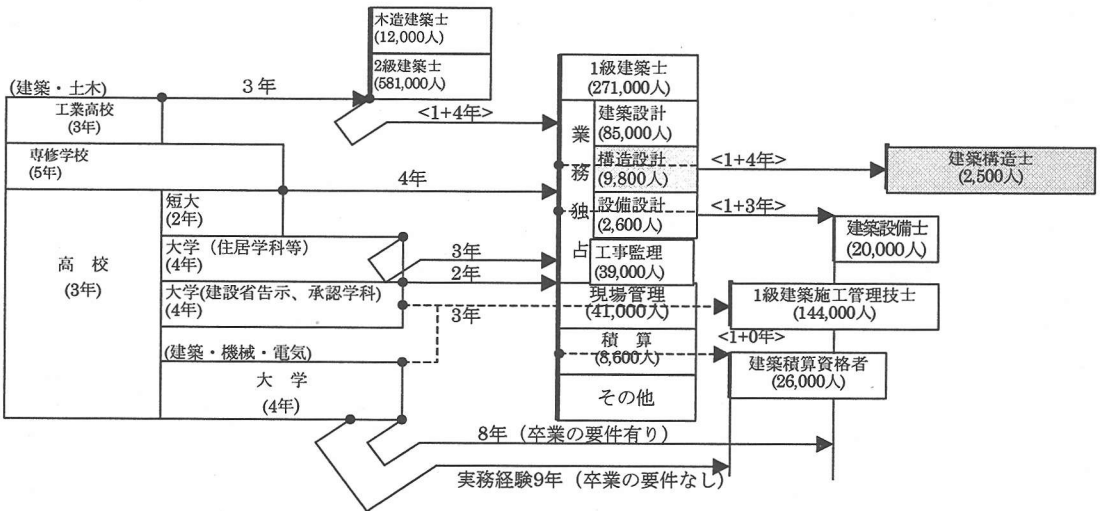 木造建築士
(12,000人)
2級建築士
(581,000人)
(建築・土木)
工業高校
(3年)
3年
<1+4年>
専修学校
(5年)
4年
高校
(3年)
短大
(2年)
大学（住居学科等）
(4年)
3年
大学(建設省告示、承認学科)
(4年)
2年
3年
(建築・機械・電気)
大学
(4年)
1級建築士
(271,000人)
業務独占
建築設計
(85,000人)
構造設計
(9,800人)
設備設計
(2,600人)
工事監理
(39,000人)
現場管理
(41,000人)
積算
(8,600人)
その他
<1+4年>
建築構造士
(2,500人)
<1+3年>
建築設備士
(20,000人)
1級建築施工管理技士
(144,000人)
<1+0年>
建築積算資格者
(26,000人)
8年（卒業の要件有り）
実務経験9年（卒業の要件なし）